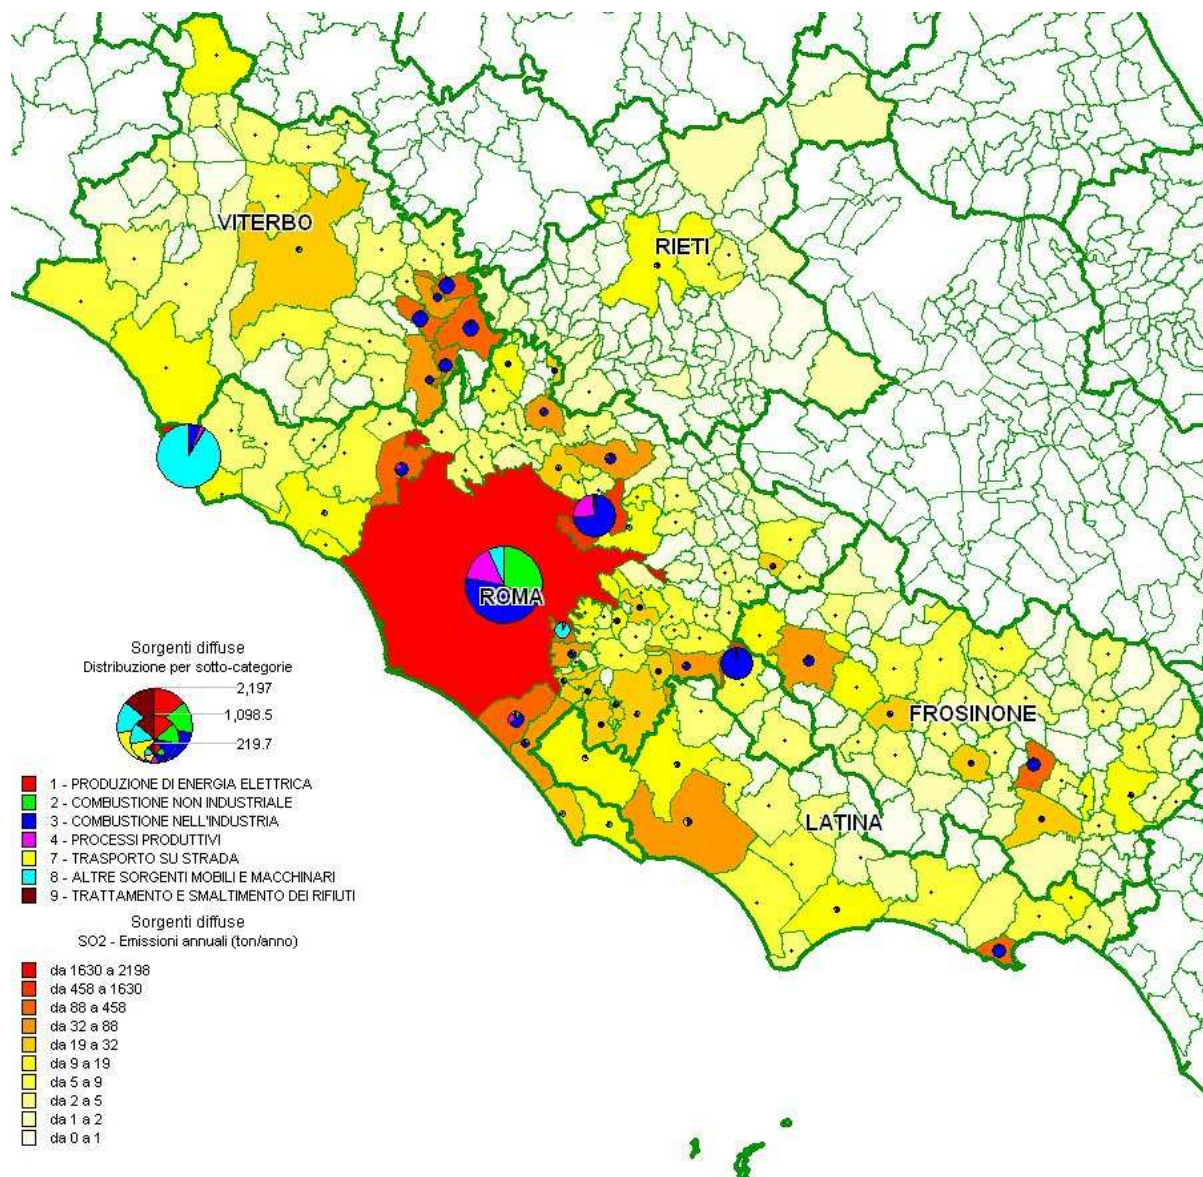 VITERBO
RIETI
ROMA
FROSINONE
LATINA
Sorgenti diffuse
Distribuzione per sotto-categorie
2,197
1,098.5
219.7
1 - PRODUZIONE DI ENERGIA ELETTRICA
2 - COMBUSTIONE NON INDUSTRIALE
3 - COMBUSTIONE NELL'INDUSTRIA
4 - PROCESSI PRODUTTIVI
7 - TRASPORTO SU STRADA
8 - ALTRE SORGENTI MOBILI E MACCHINARI
9 - TRATTAMENTO E SMALTIMENTO DEI RIFIUTI
Sorgenti diffuse
SO2 - Emissioni annuali (ton/anno)
da 1630 a 2198
da 458 a 1630
da 88 a 458
da 32 a 88
da 19 a 32
da 9 a 19
da 5 a 9
da 2 a 5
da 1 a 2
da 0 a 1